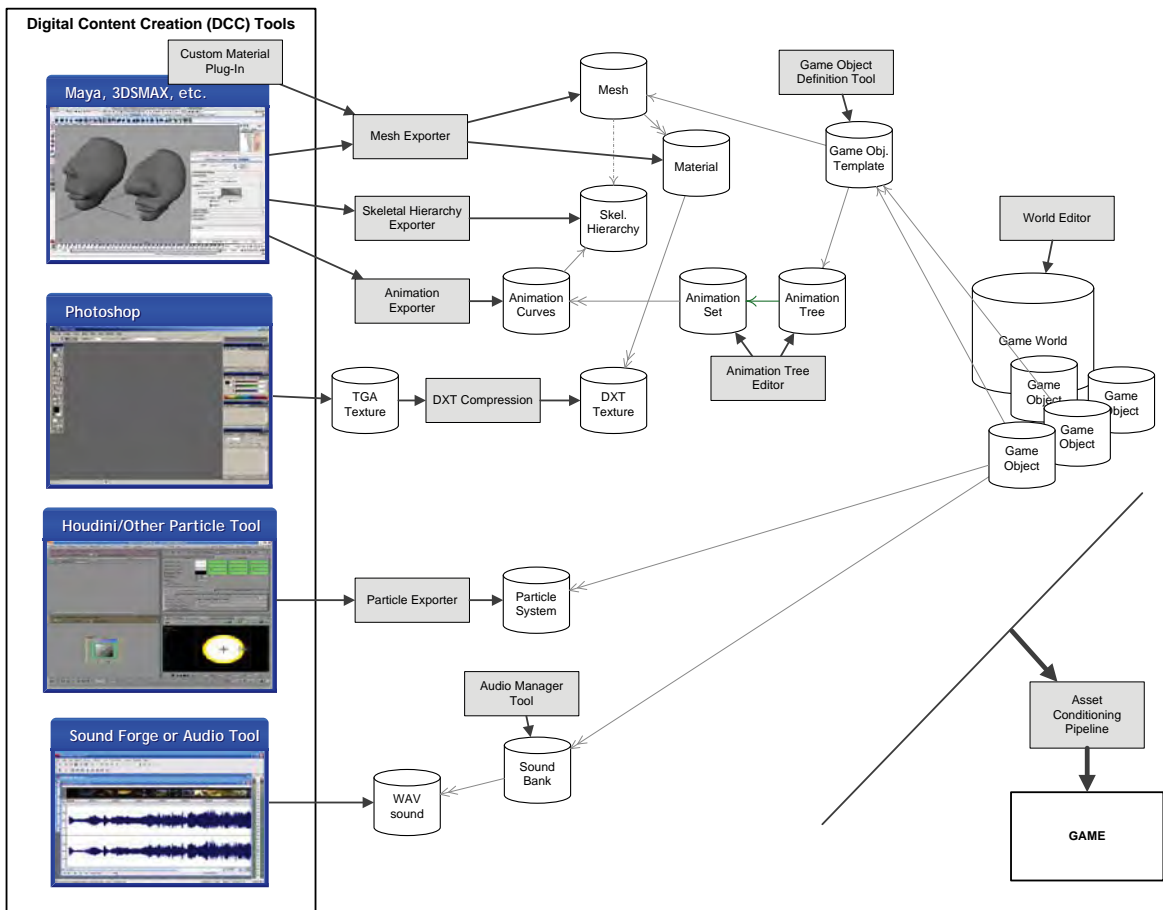 Digital Content Creation (DCC) Tools
Custom Material
Plug-In
Maya, 3DSMAX, etc.
Mesh Exporter
Mesh
Material
Game Object
Definition Tool
Game Obj.
Template
Skeletal Hierarchy
Exporter
Skel.
Hierarchy
World Editor
Animation
Exporter
Animation
Curves
Animation
Set
Animation
Tree
Animation Tree
Editor
Game World
Game
Object
Game
Object
Game
Object
Game
Object
Photoshop
TGA
Texture
DXT Compression
DXT
Texture
Houdini/Other Particle Tool
Particle Exporter
Particle
System
Audio Manager
Tool
Sound
Bank
Sound Forge or Audio Tool
WAV
sound
Asset
Conditioning
Pipeline
GAME